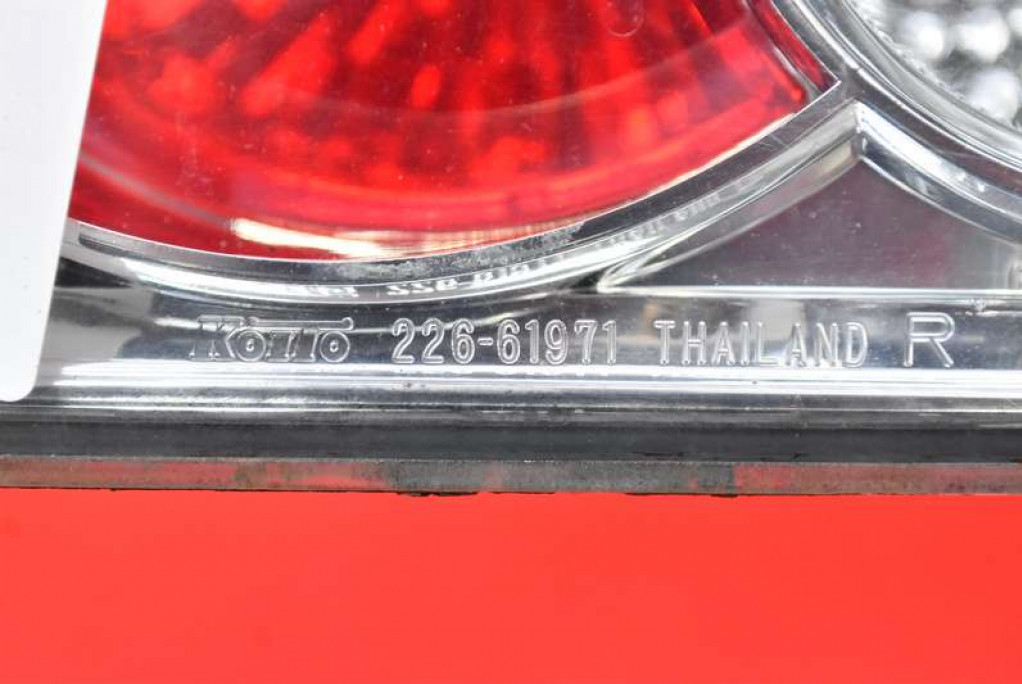 KOITO 226-61971 THAILAND R